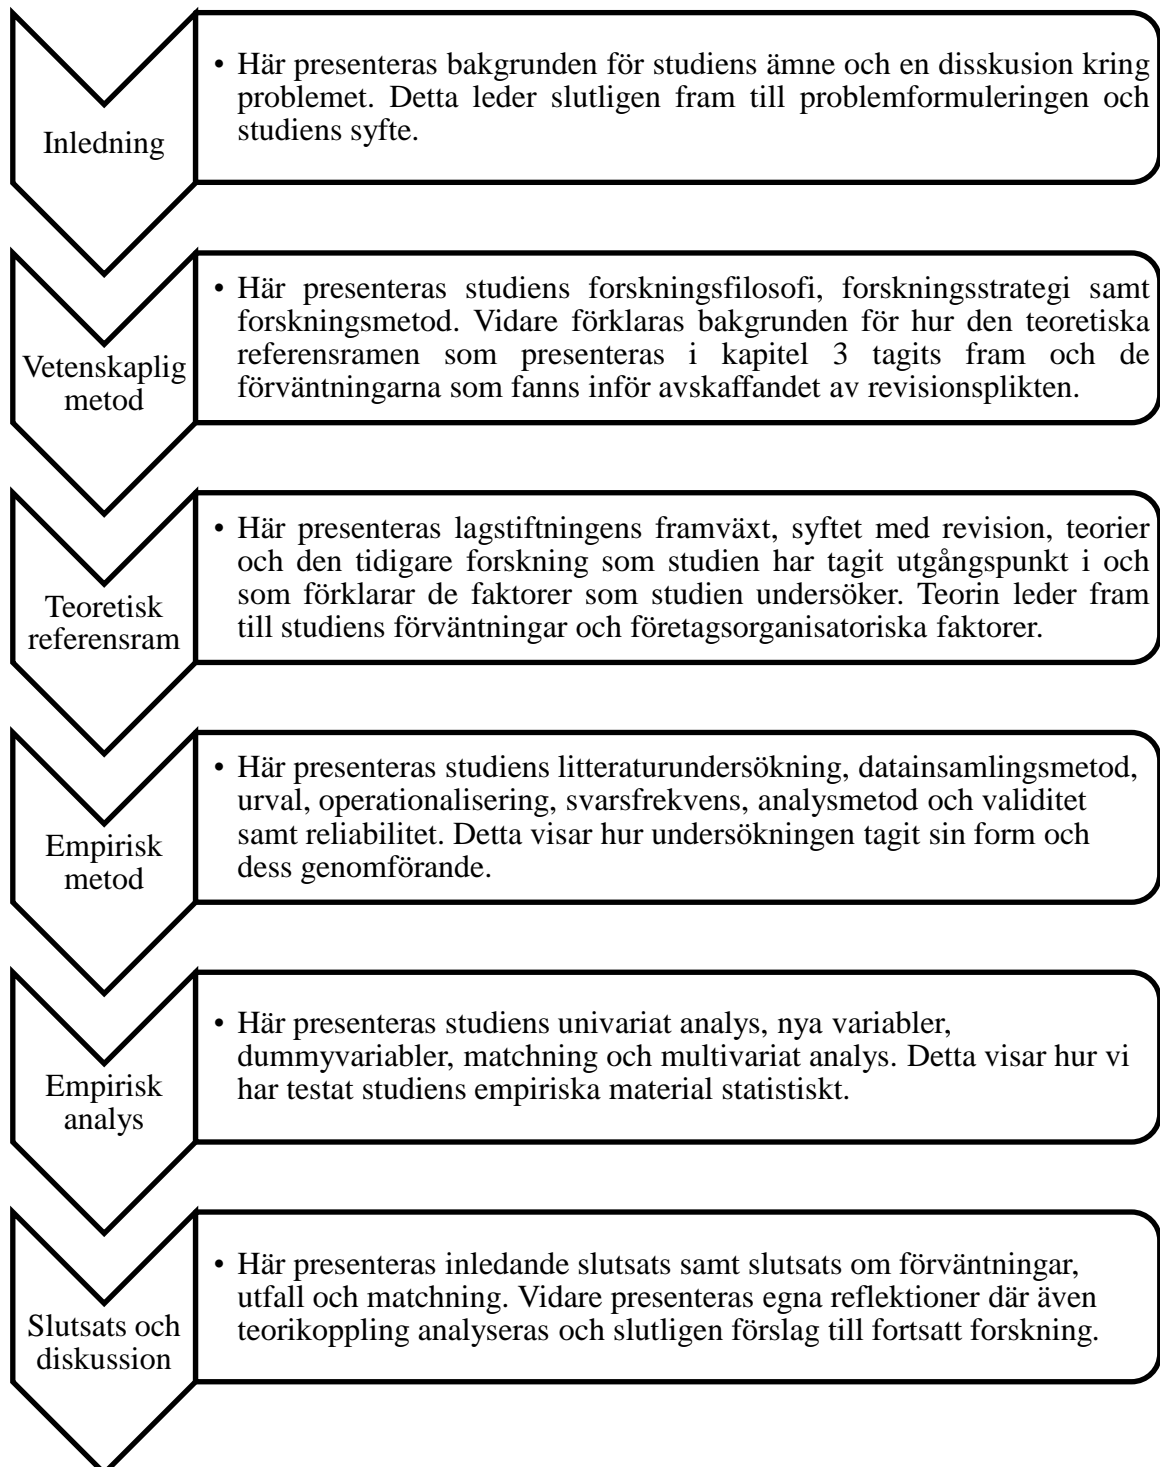 Inledning
• Här presenteras bakgrunden för studiens ämne och en disskusion kring
problemet. Detta leder slutligen fram till problemformuleringen och
studiens syfte.
Vetenskaplig
metod
• Här presenteras studiens forskningsfilosofi, forskningsstrategi samt
forskningsmetod. Vidare förklaras bakgrunden för hur den teoretiska
referensramen som presenteras i kapitel 3 tagits fram och de
förväntningarna som fanns inför avskaffandet av revisionsplikten.
Teoretisk
referensram
• Här presenteras lagstiftningens framväxt, syftet med revision, teorier
och den tidigare forskning som studien har tagit utgångspunkt i och
som förklarar de faktorer som studien undersöker. Teorin leder fram
till studiens förväntningar och företagsorganisatoriska faktorer.
Empirisk
metod
• Här presenteras studiens litteraturundersökning, datainsamlingsmetod,
urval, operationalisering, svarsfrekvens, analysmetod och validitet
samt reliabilitet. Detta visar hur undersökningen tagit sin form och
dess genomförande.
Empirisk
analys
• Här presenteras studiens univariat analys, nya variabler,
dummyvariabler, matchning och multivariat analys. Detta visar hur vi
har testat studiens empiriska material statistiskt.
Slutsats och
diskussion
• Här presenteras inledande slutsats samt slutsats om förväntningar,
utfall och matchning. Vidare presenteras egna reflektioner där även
teorikoppling analyseras och slutligen förslag till fortsatt forskning.